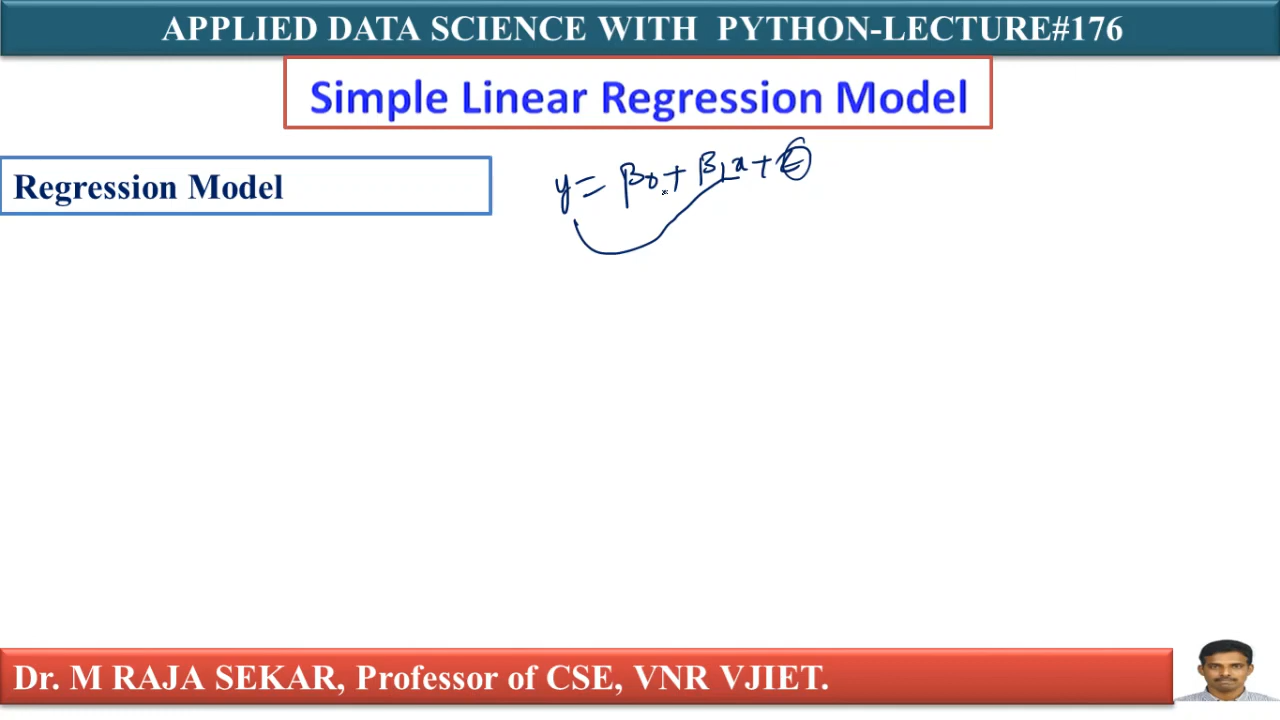 APPLIED DATA SCIENCE WITH PYTHON-LECTURE#176
Simple Linear Regression Model
Regression Model
y = β0 + β1x + ε
Dr. M RAJA SEKAR, Professor of CSE, VNR VJIET.